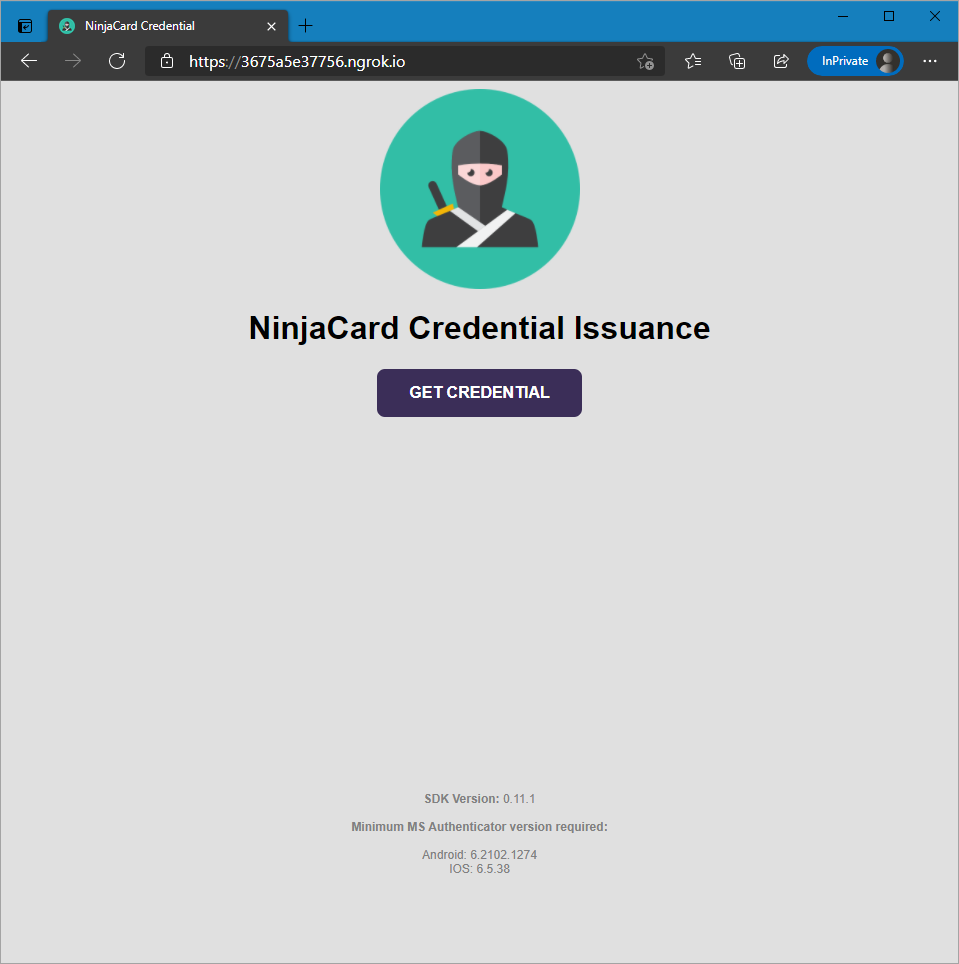 NinjaCard Credential
https://3675a5e37756.ngrok.io
InPrivate
NinjaCard Credential Issuance
GET CREDENTIAL
SDK Version: 0.11.1
Minimum MS Authenticator version required:
Android: 6.2102.1274
IOS: 6.5.38